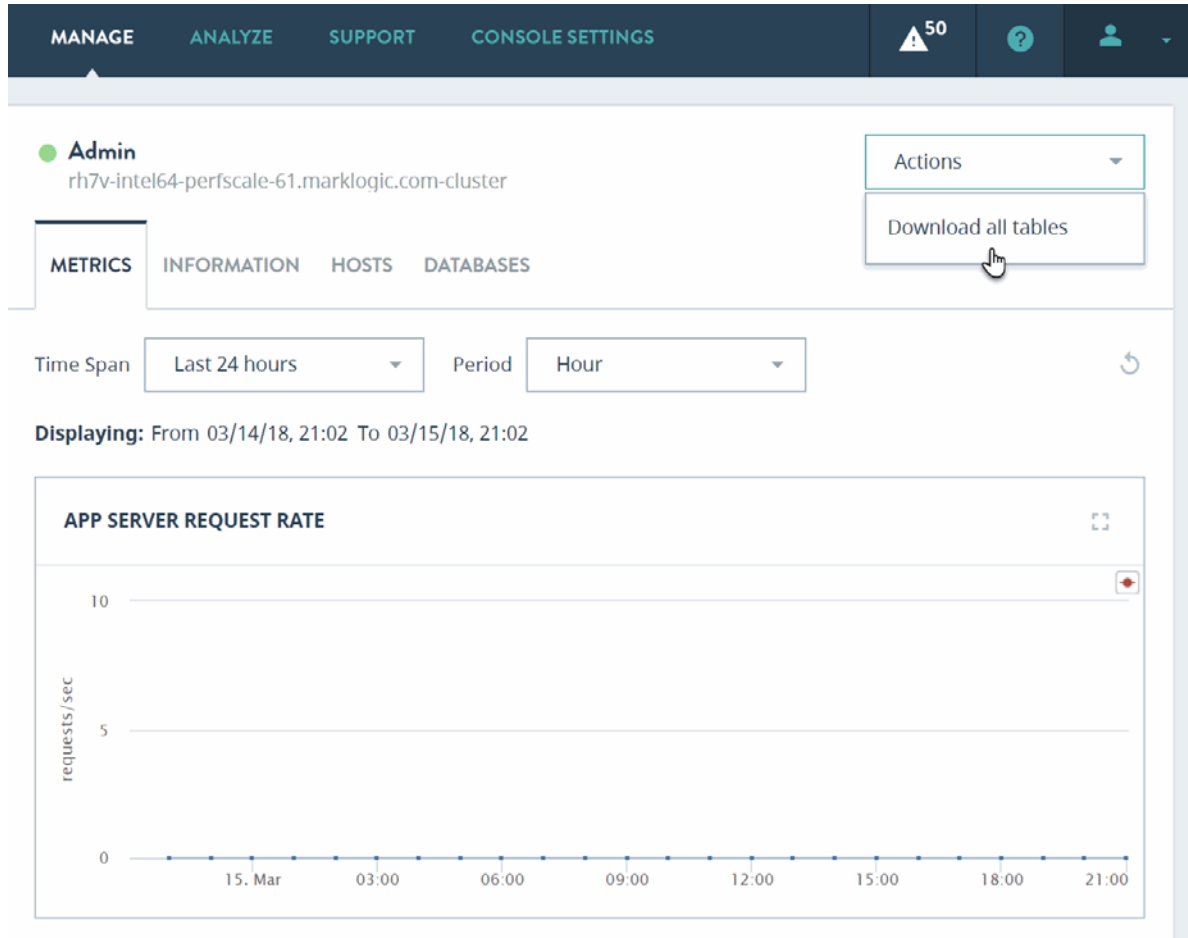 MANAGE ANALYZE SUPPORT CONSOLE SETTINGS 50 ?
Admin
rh7v-intel64-perfscale-61.marklogic.com-cluster
Actions
Download all tables
METRICS INFORMATION HOSTS DATABASES
Time Span Last 24 hours Period Hour
Displaying: From 03/14/18, 21:02 To 03/15/18, 21:02
APP SERVER REQUEST RATE
10
requests/sec
5
0
15. Mar 03:00 06:00 09:00 12:00 15:00 18:00 21:00